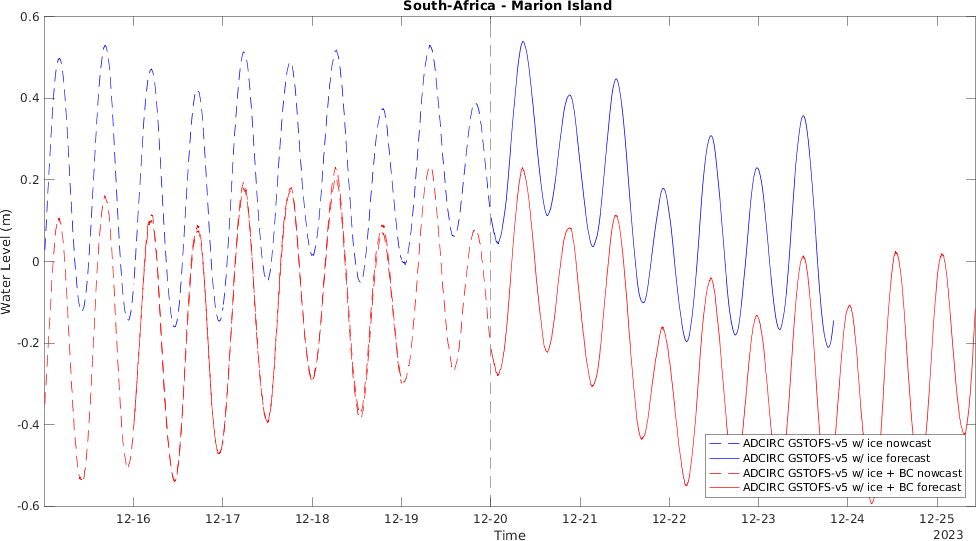 South-Africa - Marion Island
0.6
0.4
0.2
0
-0.2
-0.4
-0.6
Water Level (m)
ADCIRC GSTOFS-v5 w/ ice nowcast
ADCIRC GSTOFS-v5 w/ ice forecast
ADCIRC GSTOFS-v5 w/ ice + BC nowcast
ADCIRC GSTOFS-v5 w/ ice + BC forecast
12-16 12-17 12-18 12-19 12-20 12-21 12-22 12-23 12-24 12-25
Time
2023